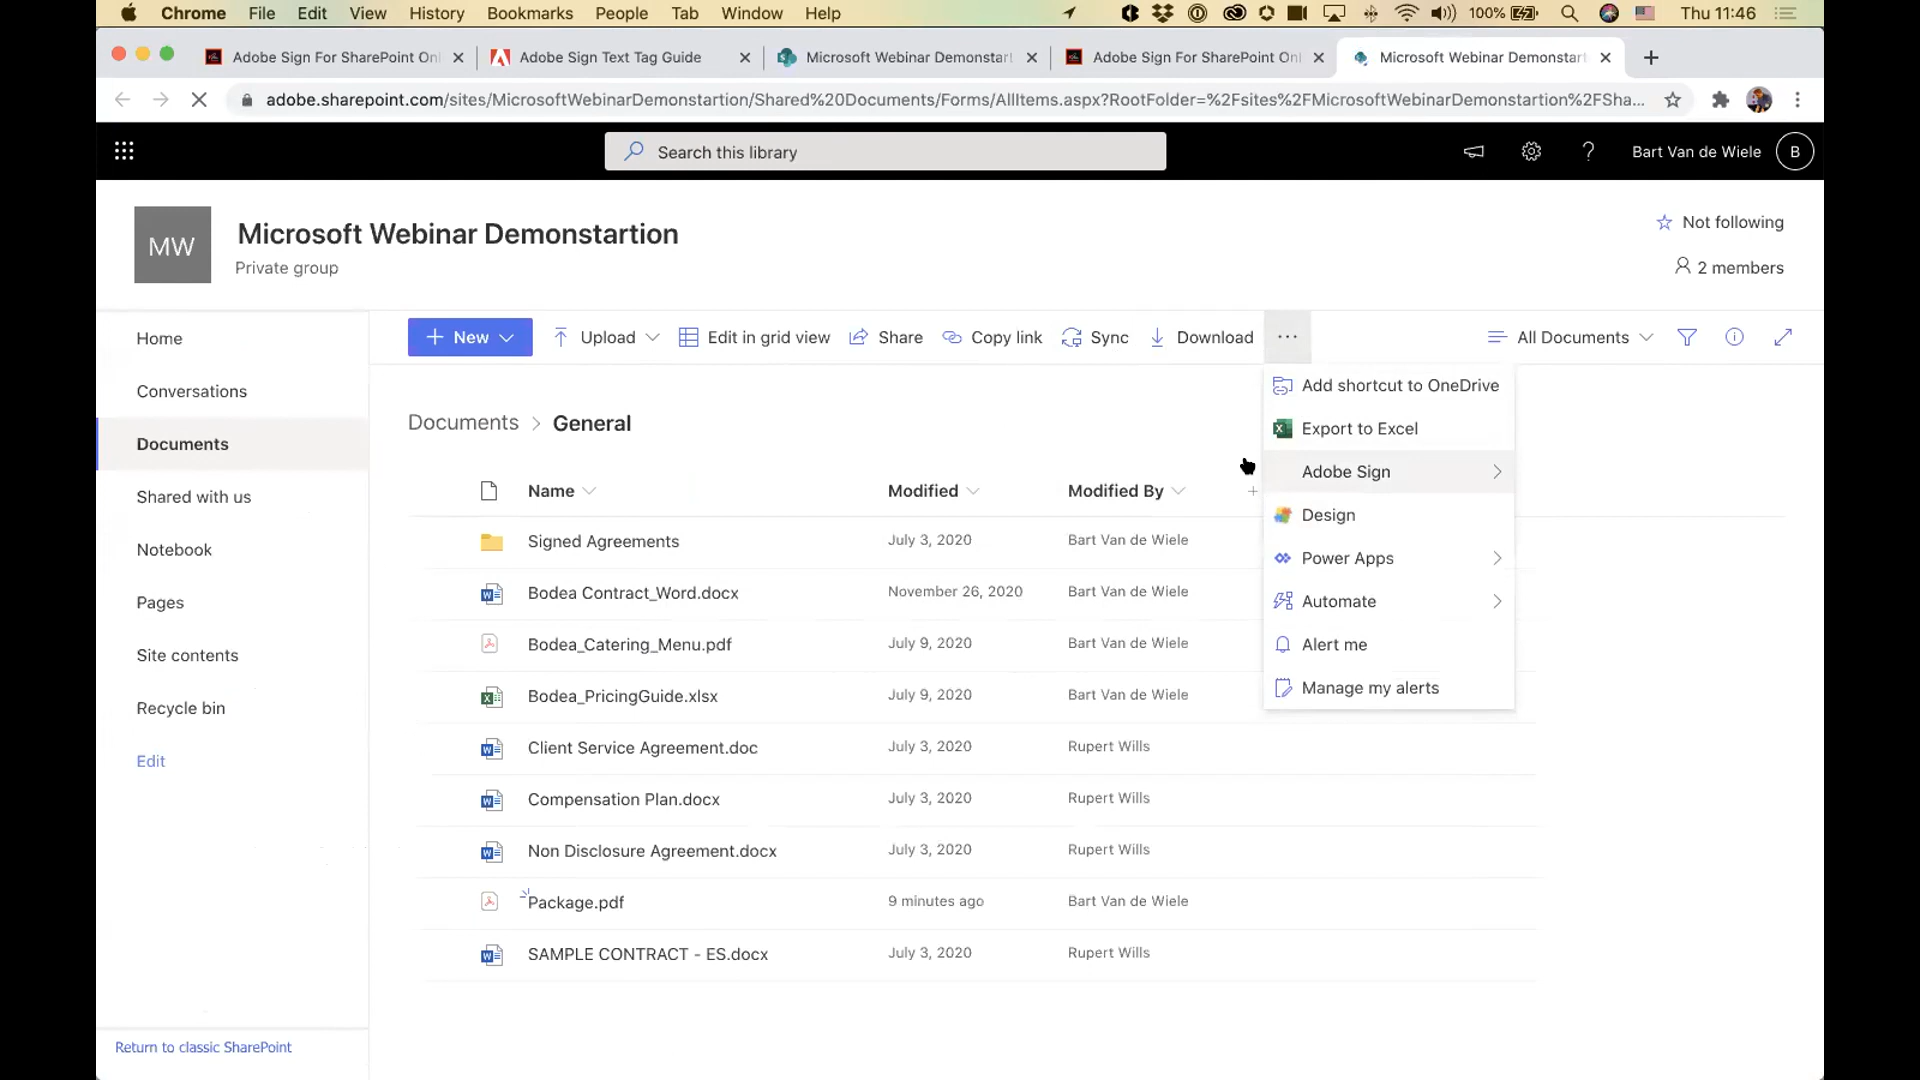 Chrome File Edit View History Bookmarks People Tab Window Help 100% Thu 11:46
Adobe Sign For SharePoint Onl Adobe Sign Text Tag Guide Microsoft Webinar Demonstart Adobe Sign For SharePoint Onl Microsoft Webinar Demonstart
adobe.sharepoint.com/sites/MicrosoftWebinarDemonstartion/Shared%20Documents/Forms/AllItems.aspx?RootFolder=%2Fsites%2FMicrosoftWebinarDemonstartion%2FSha...
Search this library Bart Van de Wiele B
MW Microsoft Webinar Demonstartion Not following
Private group 2 members
Home
Conversations
Documents
Shared with us
Notebook
Pages
Site contents
Recycle bin
Edit
Return to classic SharePoint
New Upload Edit in grid view Share Copy link Sync Download ... All Documents
Documents > General
Name Modified Modified By
Signed Agreements July 3, 2020 Bart Van de Wiele
Bodea Contract_Word.docx November 26, 2020 Bart Van de Wiele
Bodea_Catering_Menu.pdf July 9, 2020 Bart Van de Wiele
Bodea_PricingGuide.xlsx July 9, 2020 Bart Van de Wiele
Client Service Agreement.doc July 3, 2020 Rupert Wills
Compensation Plan.docx July 3, 2020 Rupert Wills
Non Disclosure Agreement.docx July 3, 2020 Rupert Wills
Package.pdf 9 minutes ago Bart Van de Wiele
SAMPLE CONTRACT - ES.docx July 3, 2020 Rupert Wills
Add shortcut to OneDrive
Export to Excel
Adobe Sign
Design
Power Apps
Automate
Alert me
Manage my alerts